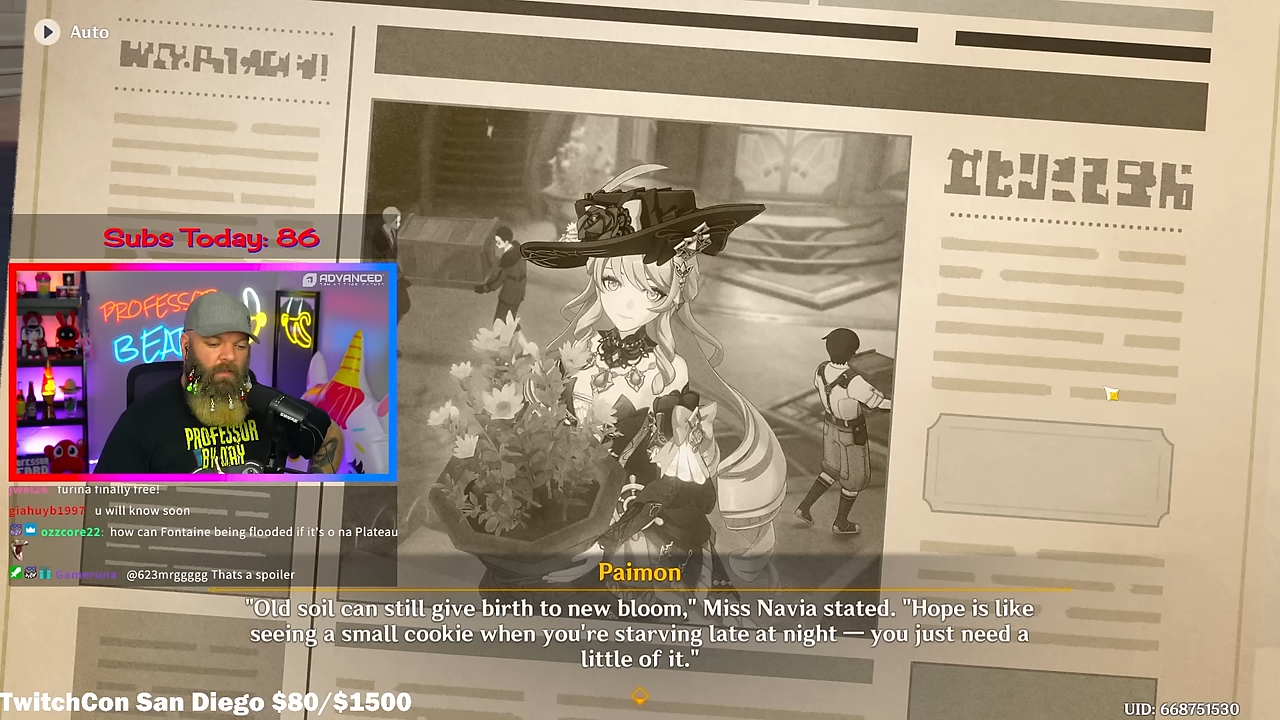 Auto
Subs Today: 86
ADVANCED
PROFESSOR
PROFESSOR
BY DAY
furina finally free!
giahuyb1997 u will know soon
ozzcore22: how can Fontaine being flooded if it's o na Plateau
Gameruna @623mrggggg Thats a spoiler
Paimon
"Old soil can still give birth to new bloom," Miss Navia stated. "Hope is like
seeing a small cookie when you're starving late at night — you just need a
little of it."
TwitchCon San Diego $80/$1500
UID: 668751530